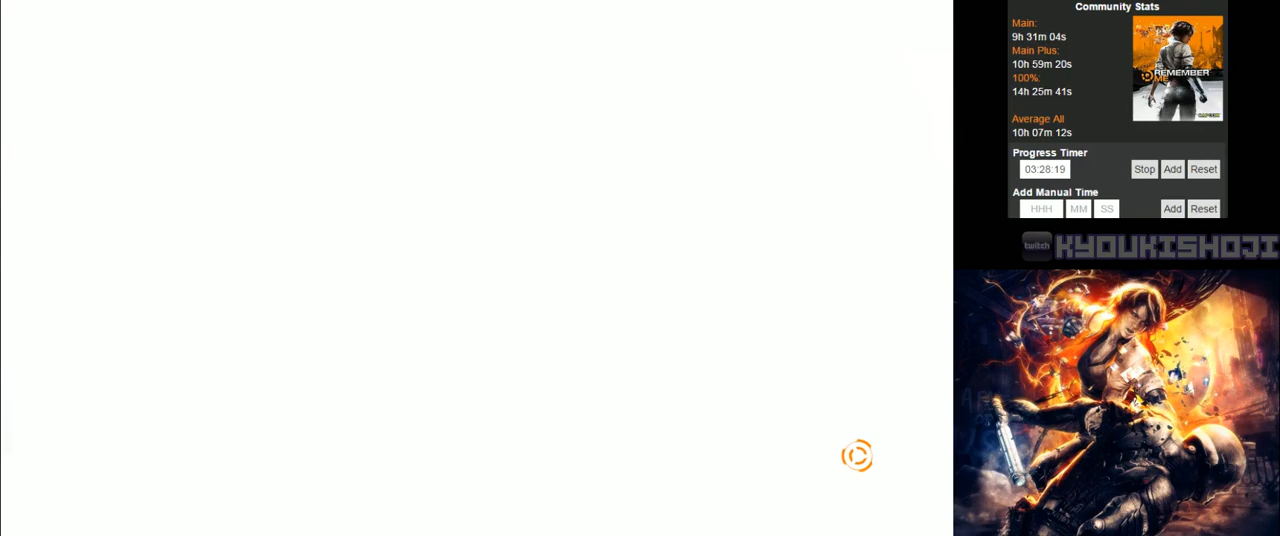 Community Stats
Main:
9h 31m 04s
Main Plus:
10h 59m 20s
100%:
14h 25m 41s
REMEMBER
ME
CAPCOM
Average All
10h 07m 12s
Progress Timer
03:28:19 Stop Add Reset
Add Manual Time
HHH MM SS Add Reset
twitch KYOUKISHOJI